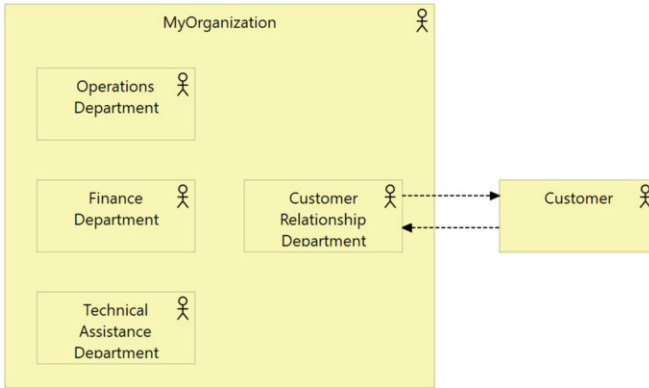 MyOrganization
Operations
Department
Finance
Department
Customer
Relationship
Department
Customer
Technical
Assistance
Department